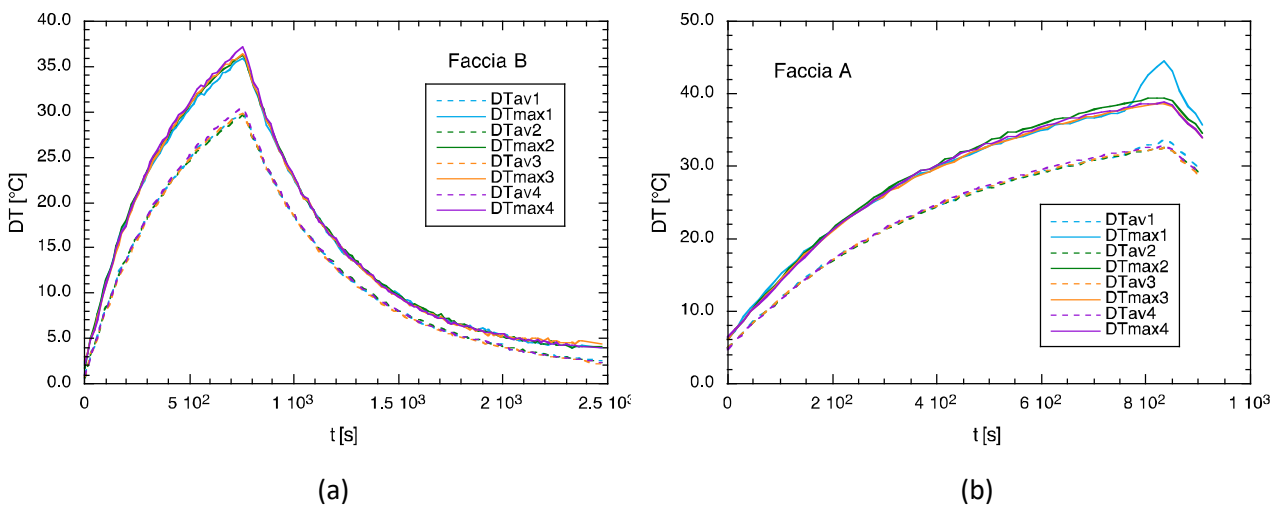 40.0
35.0
30.0
25.0
20.0
15.0
10.0
5.0
0.0
DT [°C]
0
5 10²
1 10³
1.5 10³
2 10³
2.5 10³
t [s]
Faccia B
DTav1
DTmax1
DTav2
DTmax2
DTav3
DTmax3
DTav4
DTmax4
(a)
50.0
40.0
30.0
20.0
10.0
0.0
DT [°C]
0
2 10²
4 10²
6 10²
8 10²
1 10³
t [s]
Faccia A
DTav1
DTmax1
DTav2
DTmax2
DTav3
DTmax3
DTav4
DTmax4
(b)